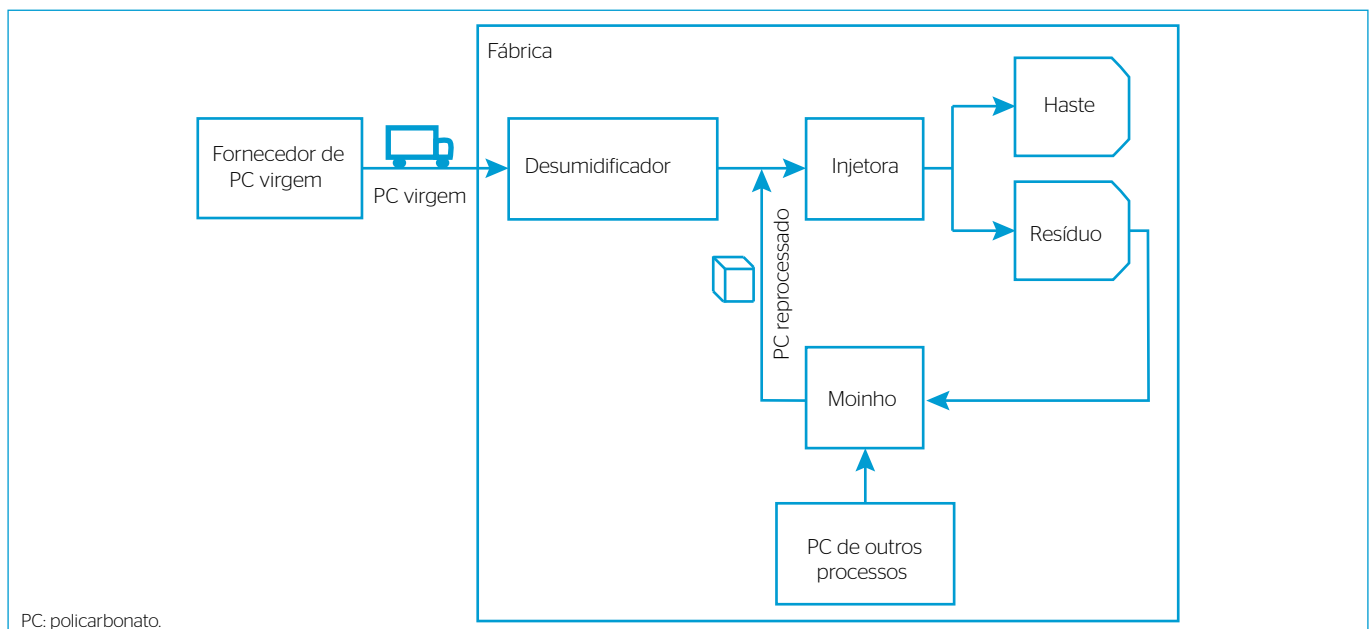 Fábrica
Fornecedor de
PC virgem
PC virgem
Desumidificador
Injetora
Haste
Resíduo
PC reprocessado
Moinho
PC de outros
processos
PC: policarbonato.